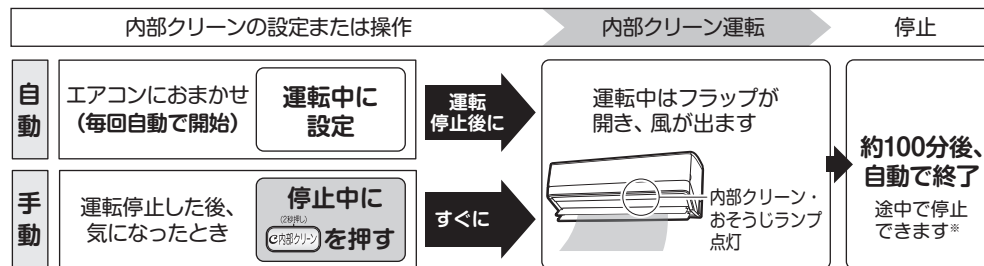 内部クリーンの設定または操作
内部クリーン運転
停止
自動
エアコンにおまかせ
(毎回自動で開始)
運転中に
設定
運転
停止後に
運転中はフラップが
開き、風が出ます
内部クリーン・
おそうじランプ
点灯
約100分後、
自動で終了
途中で停止
できます※
手動
運転停止した後、
気になったとき
停止中に
(2秒押し)
内部クリーン を押す
すぐに